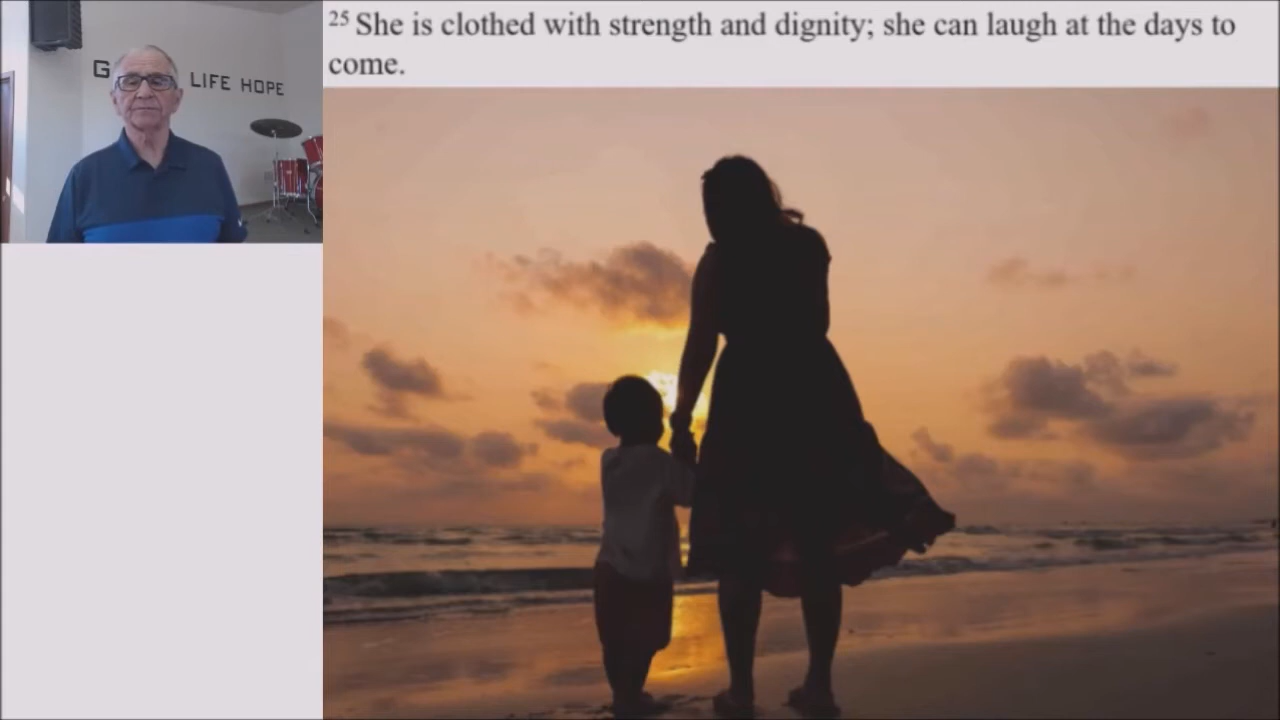 25 She is clothed with strength and dignity; she can laugh at the days to
come.
G
LIFE HOPE